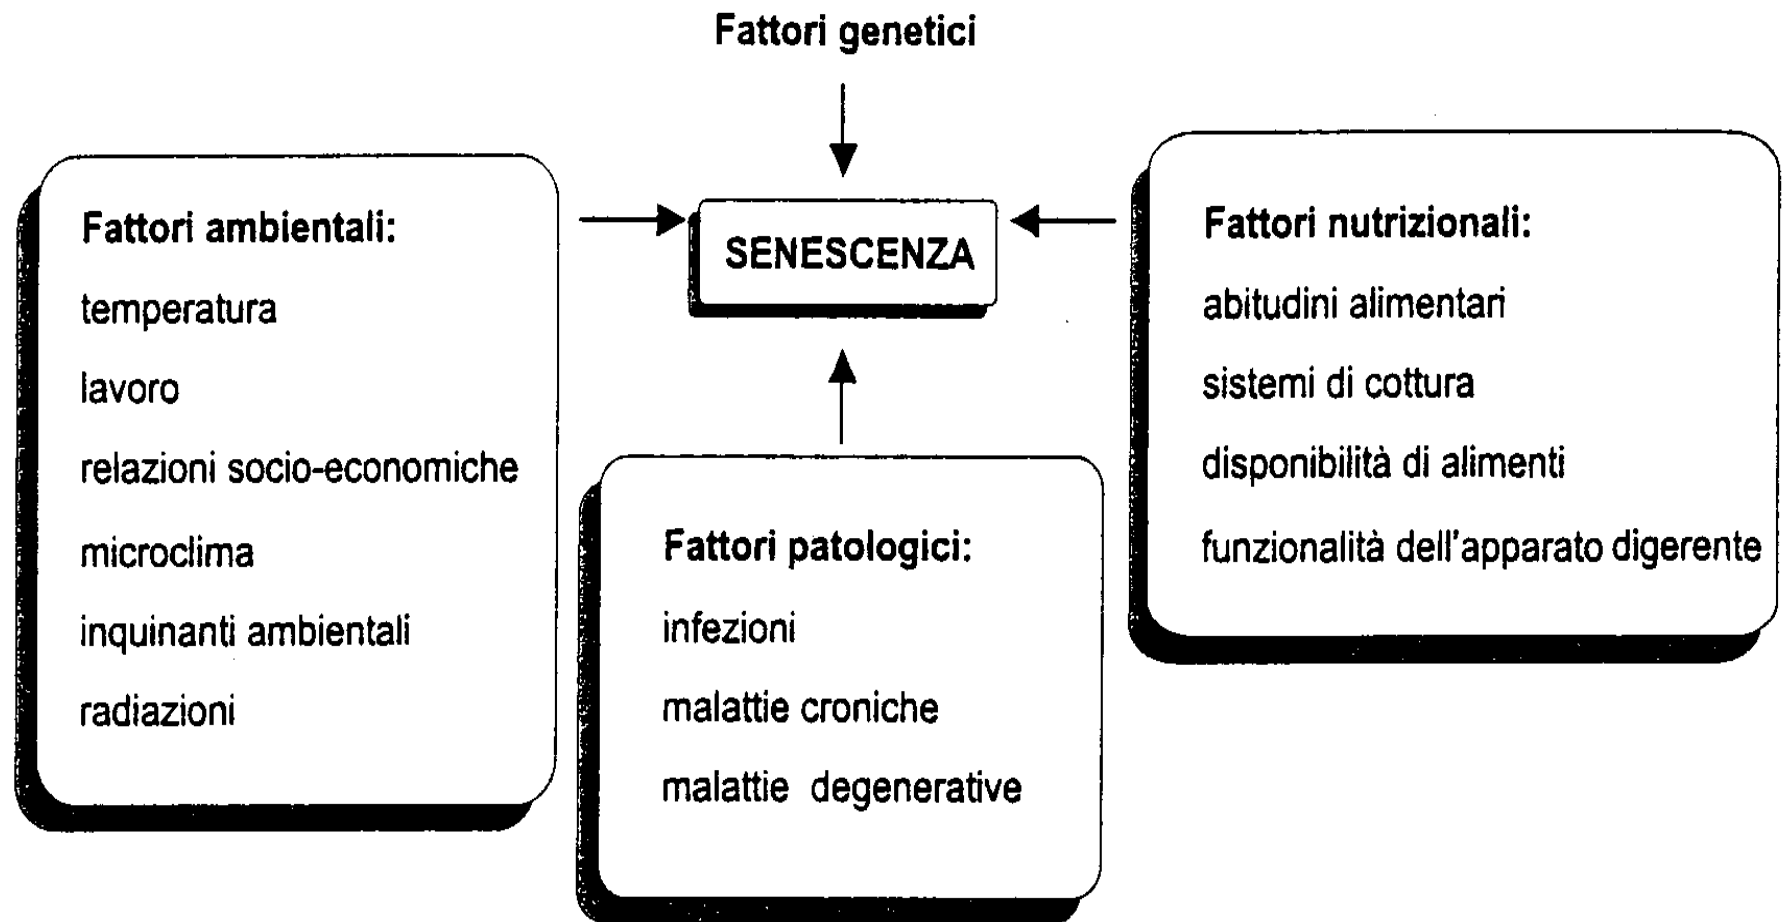 Fattori genetici
SENESCENZA
Fattori ambientali:
temperatura
lavoro
relazioni socio-economiche
microclima
inquinanti ambientali
radiazioni
Fattori patologici:
infezioni
malattie croniche
malattie degenerative
Fattori nutrizionali:
abitudini alimentari
sistemi di cottura
disponibilità di alimenti
funzionalità dell'apparato digerente